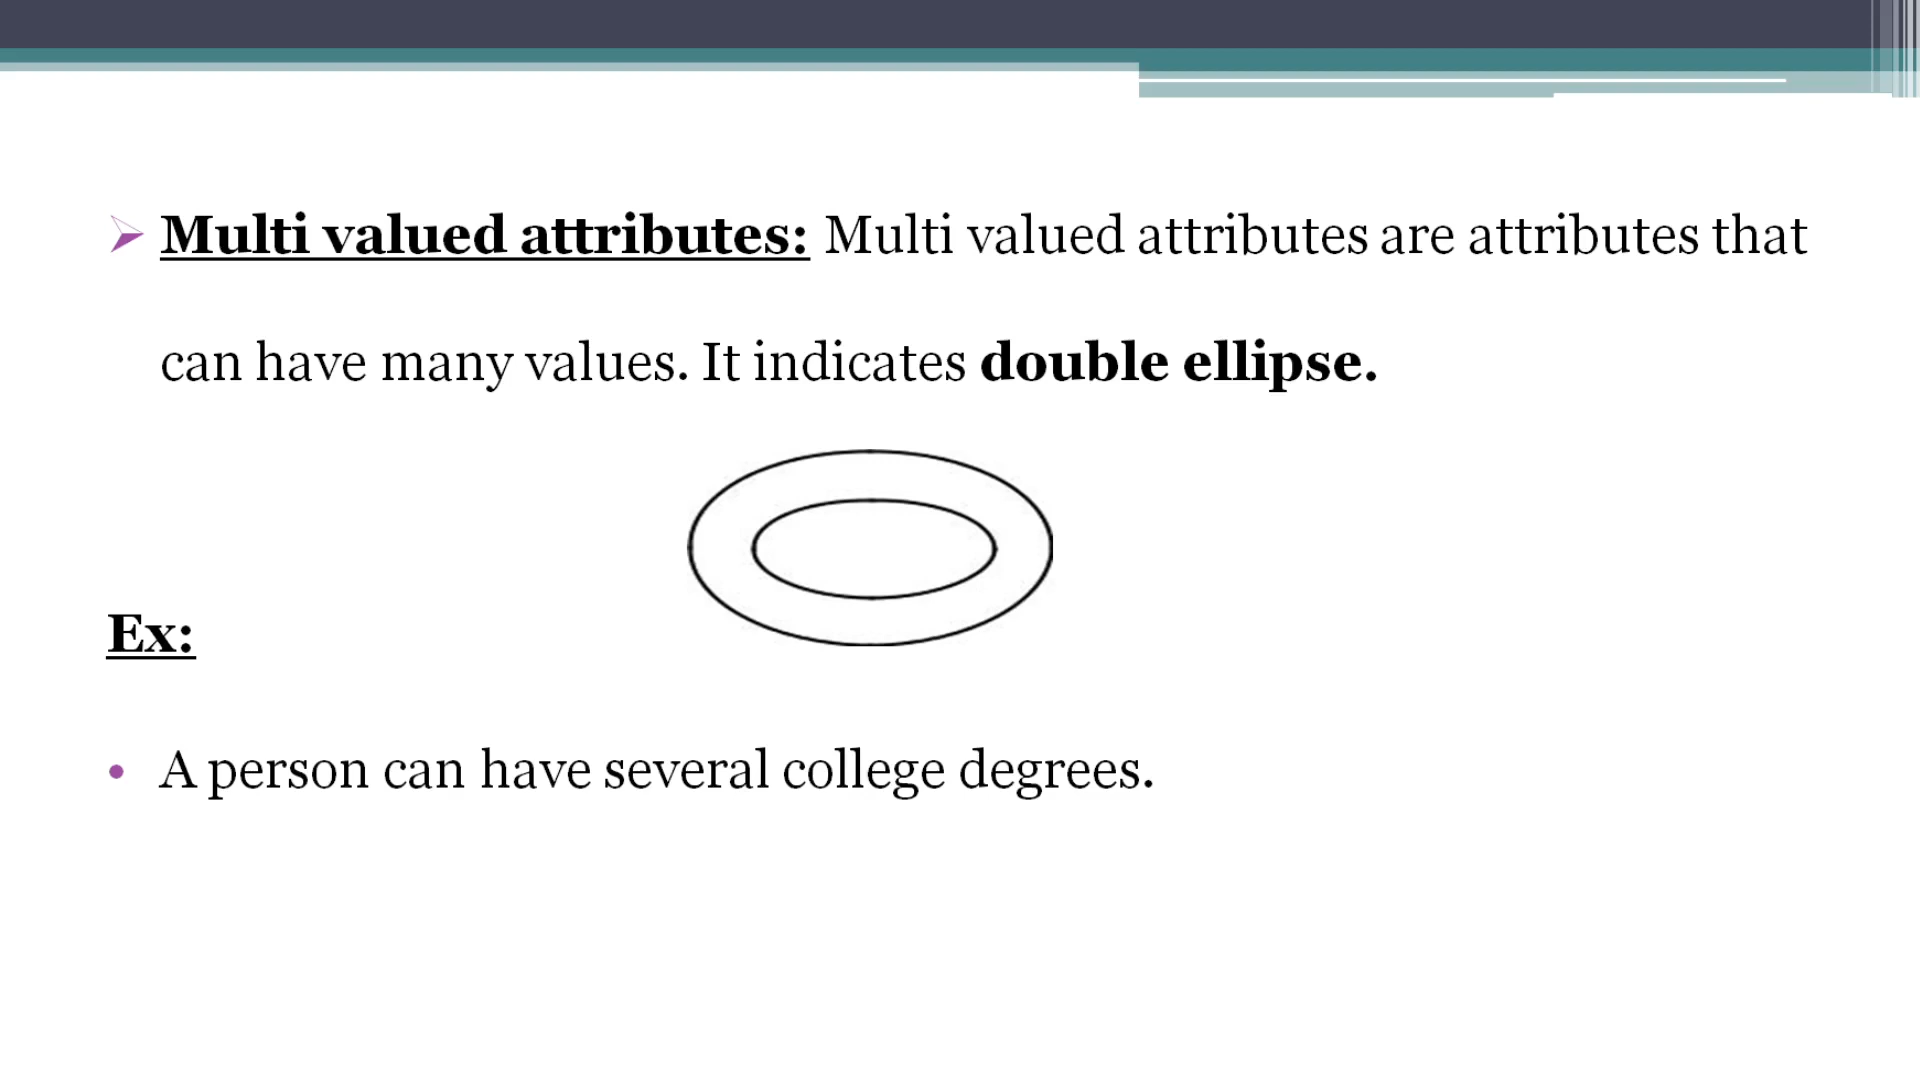 Multi valued attributes: Multi valued attributes are attributes that
can have many values. It indicates double ellipse.
Ex:
• A person can have several college degrees.